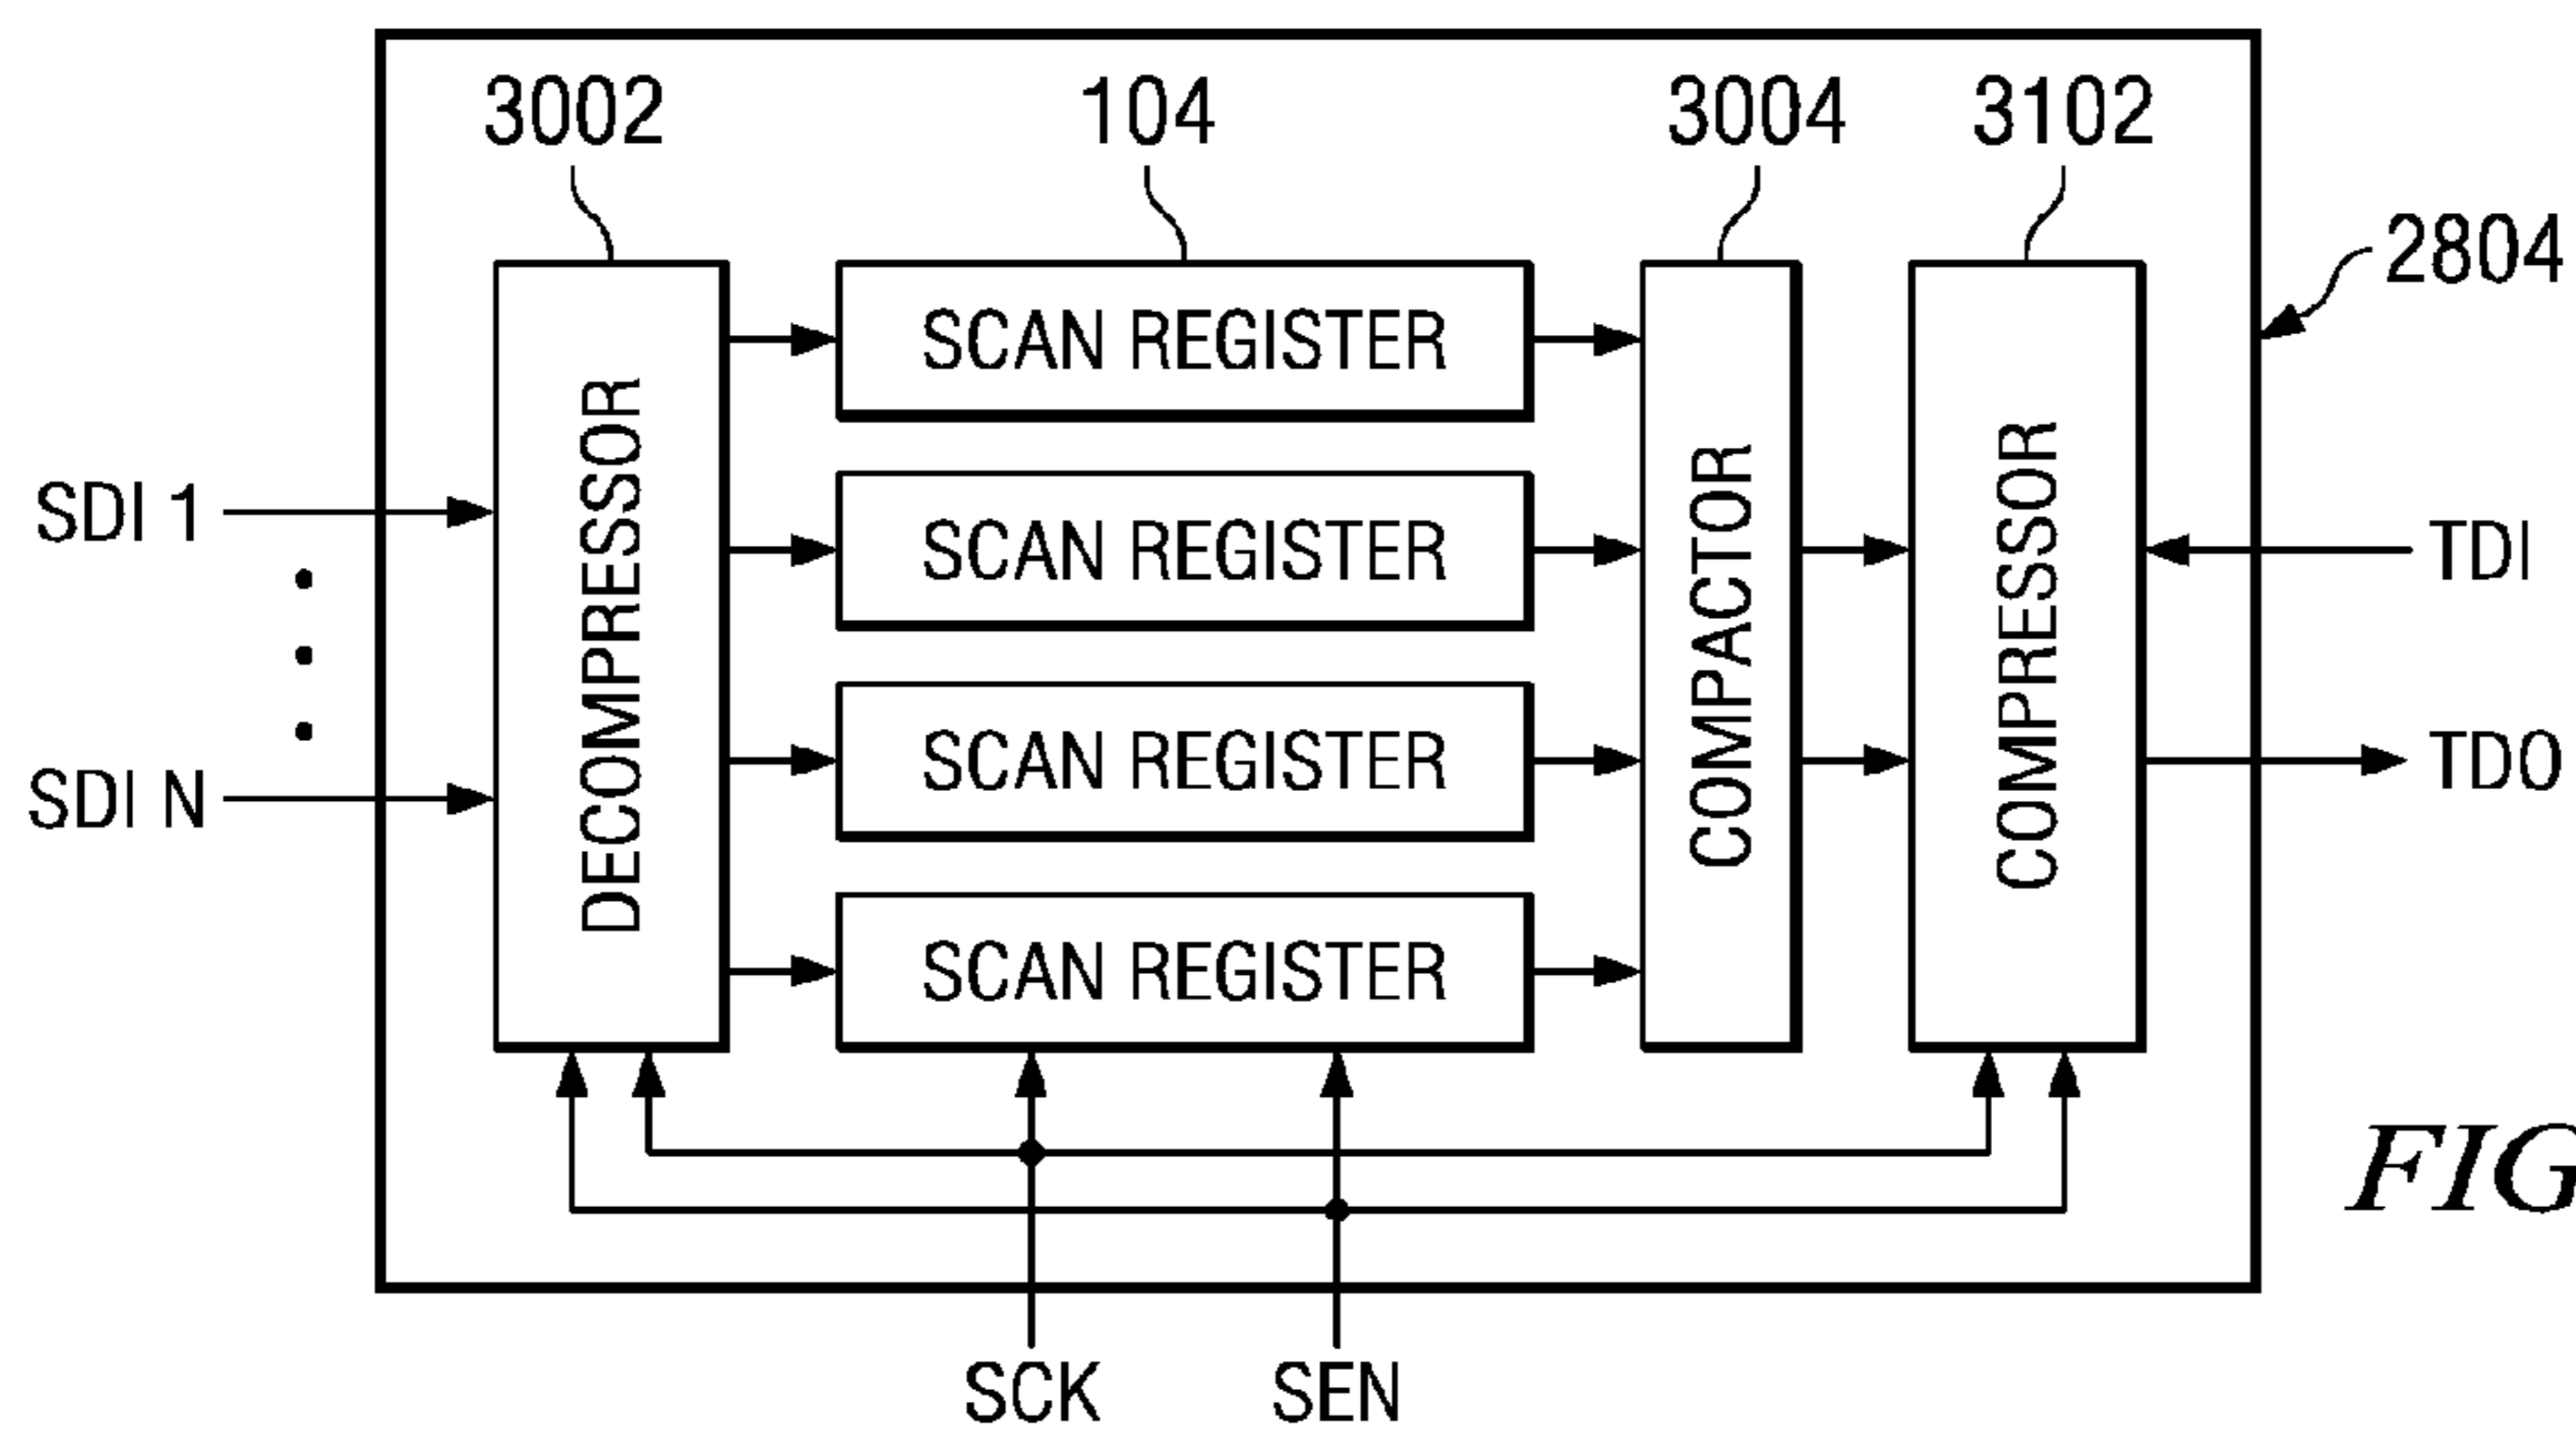 3002
104
3004
3102
2804
SCAN REGISTER
SCAN REGISTER
SCAN REGISTER
SCAN REGISTER
DECOMPRESSOR
COMPACTOR
COMPRESSOR
SDI 1
SDI N
TDI
TDO
SCK
SEN
FIG